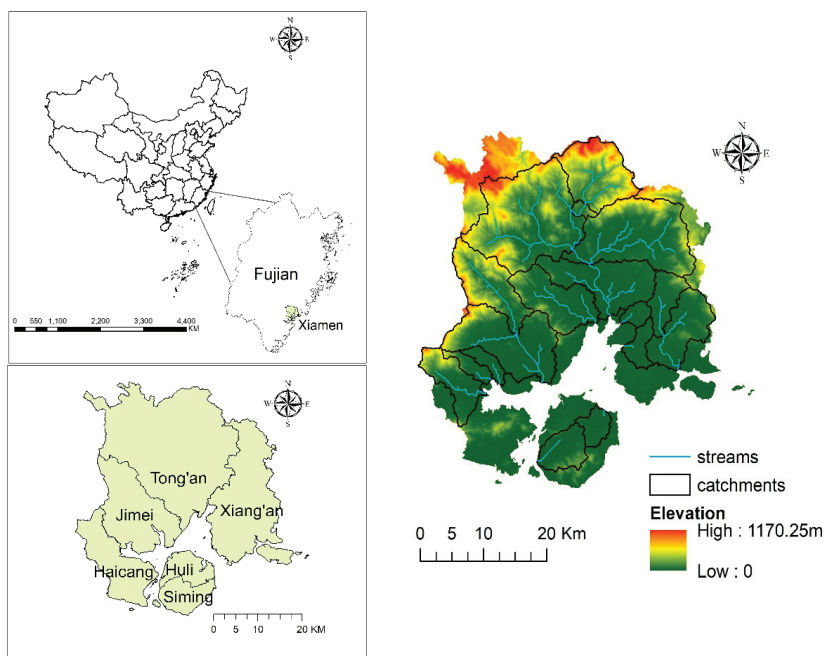 N
W E
S
Fujian
Xiamen
0 550 1,100 2,200 3,300 4,400
KM
N
W E
S
Tong'an
Xiang'an
Jimei
Haicang
Huli
Siming
0 5 10 20 KM
N
W E
S
streams
catchments
Elevation
High : 1170.25m
Low : 0
0 5 10 20 Km